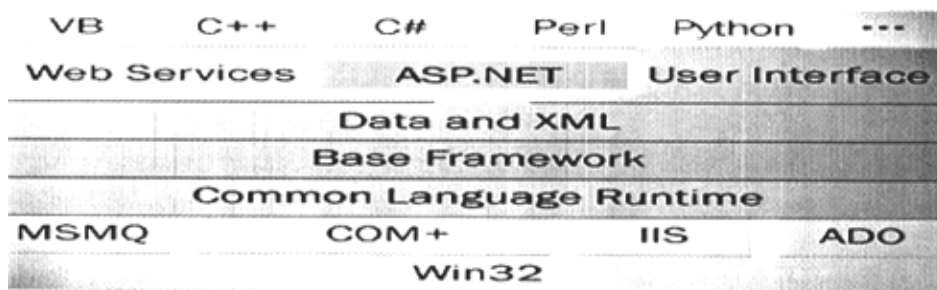 VB C++ C# Perl Python ---
Web Services ASP.NET User Interface
Data and XML
Base Framework
Common Language Runtime
MSMQ COM+ IIS ADO
Win32